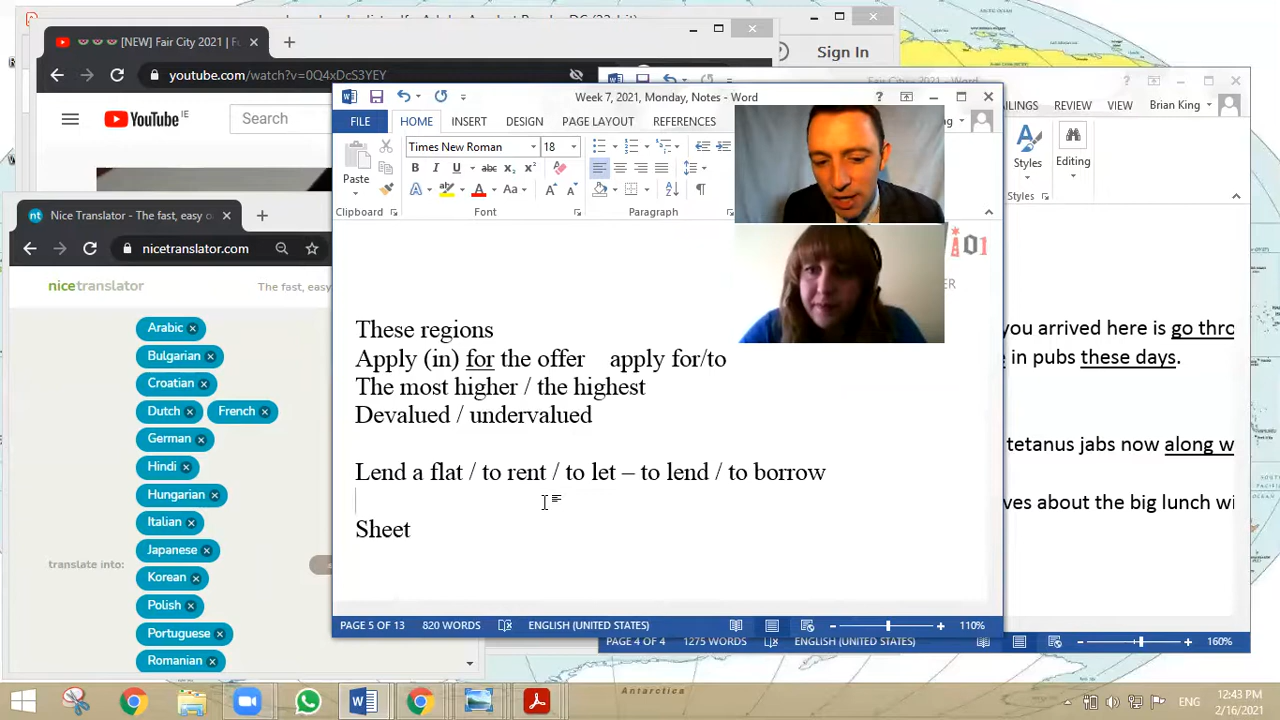 [NEW] Fair City 2021 | F
Sign In
youtube.com/watch?v=0Q4xDcS3YEY
YouTube IE
Search
Fair City 2021 - Word
MAILINGS REVIEW VIEW Brian King
Styles Editing
Styles
Week 7, 2021, Monday, Notes - Word
FILE HOME INSERT DESIGN PAGE LAYOUT REFERENCES
Times New Roman 18
Paste
Clipboard Font Paragraph
Nice Translator - The fast, easy
nicetranslator.com
nicetranslator The fast, easy
Arabic
Bulgarian
Croatian
Dutch French
German
Hindi
Hungarian
Italian
Japanese
translate into:
Korean
Polish
Portuguese
Romanian
These regions
Apply (in) for the offer apply for/to
The most higher / the highest
Devalued / undervalued
Lend a flat / to rent / to let – to lend / to borrow
Sheet
you arrived here is go thro
in pubs these days.
tetanus jabs now along w
ves about the big lunch wi
PAGE 5 OF 13 820 WORDS ENGLISH (UNITED STATES) 110%
PAGE 4 OF 4 1275 WORDS ENGLISH (UNITED STATES) 160%
Antarctica
ENG 12:43 PM
2/16/2021